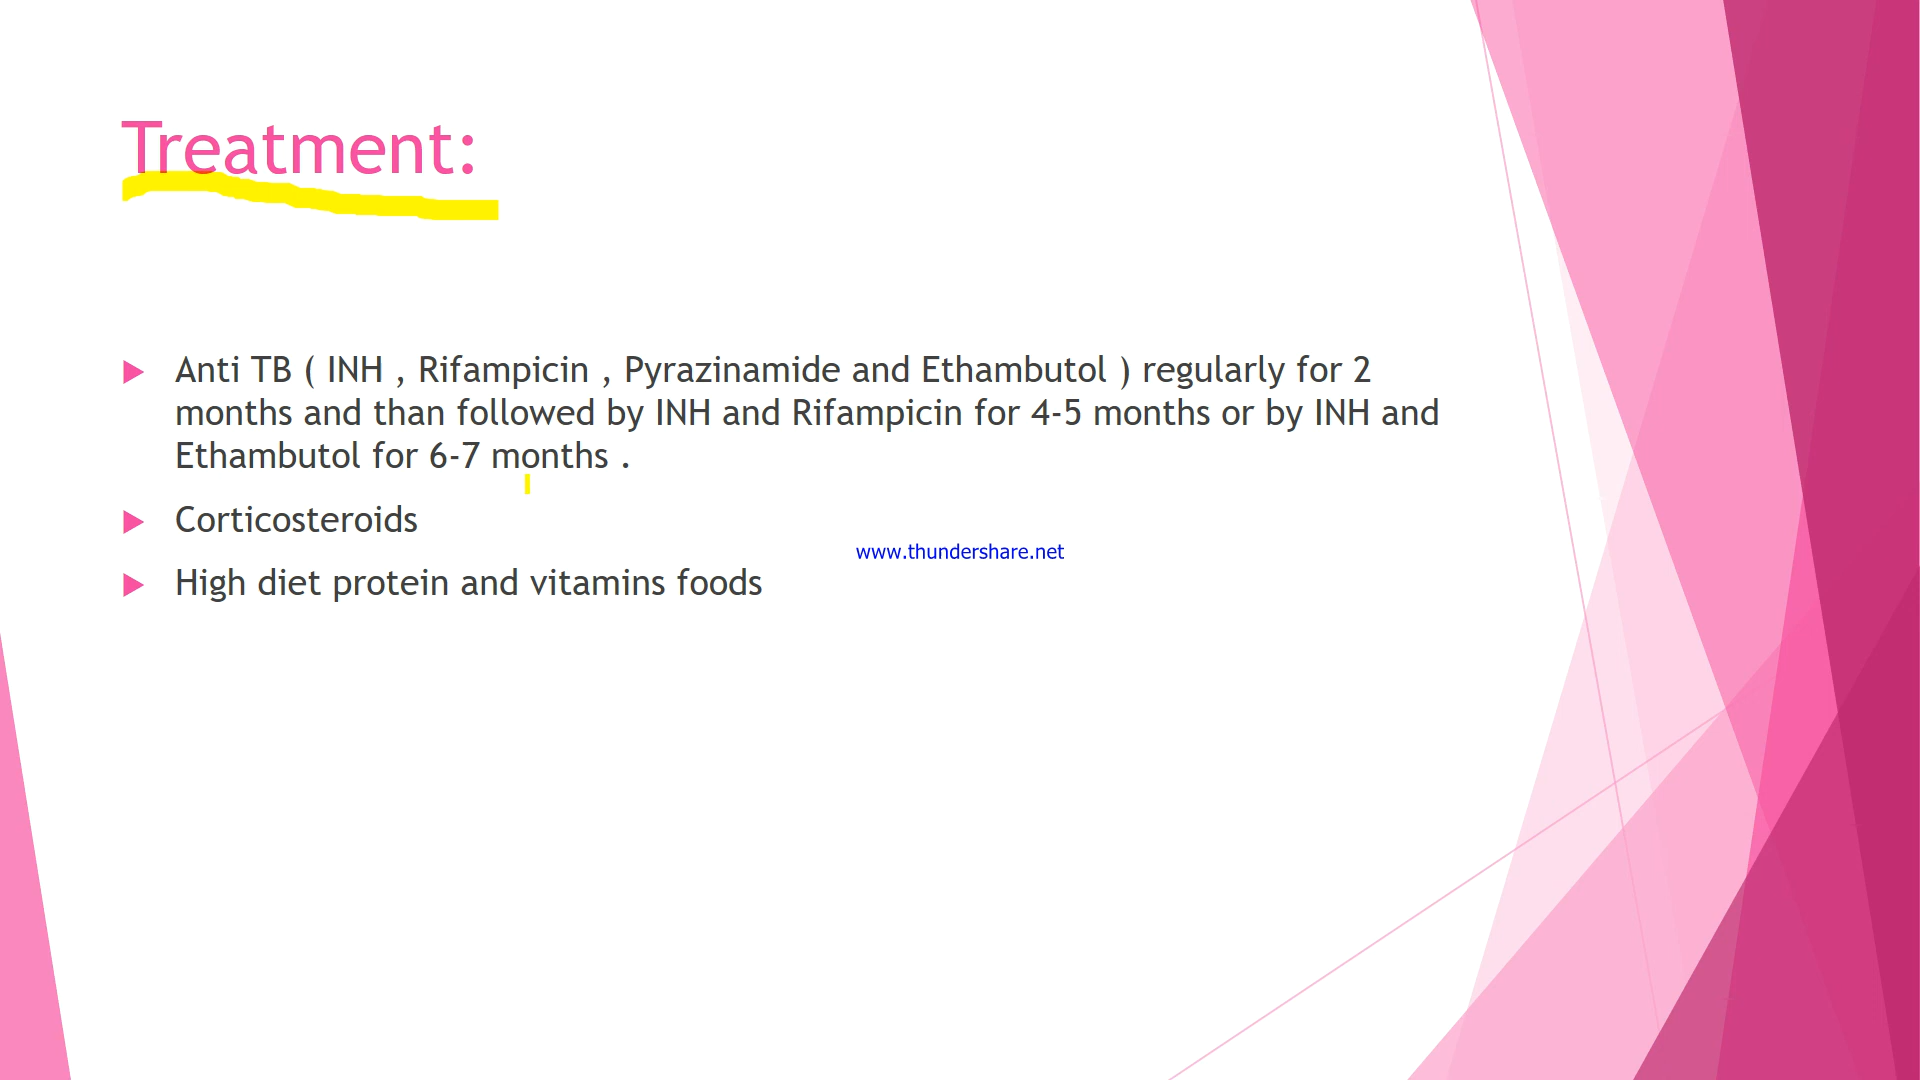 Treatment:
Anti TB ( INH , Rifampicin , Pyrazinamide and Ethambutol ) regularly for 2
months and than followed by INH and Rifampicin for 4-5 months or by INH and
Ethambutol for 6-7 months .
Corticosteroids
www.thundershare.net
High diet protein and vitamins foods